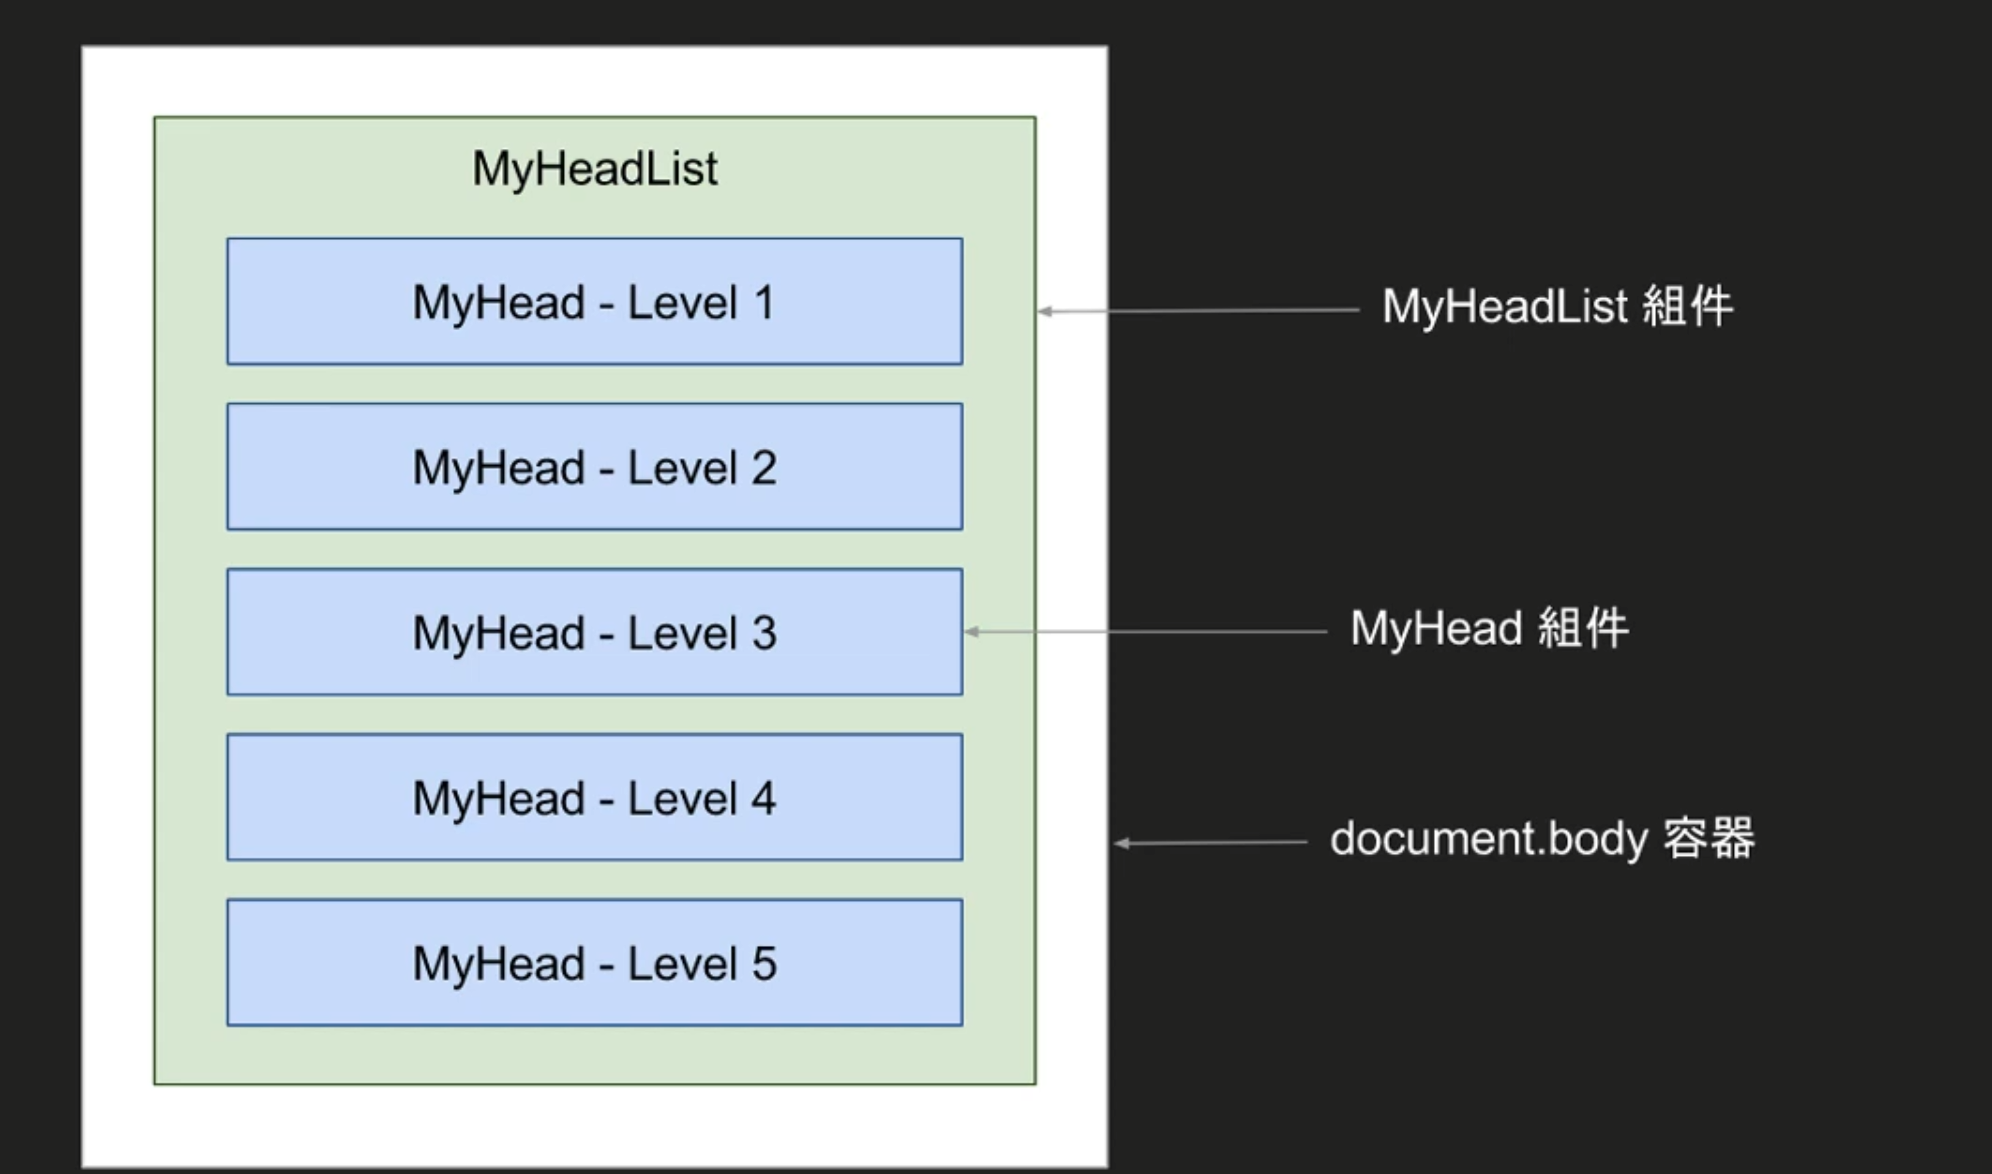 MyHeadList
MyHead - Level 1
MyHeadList 組件
MyHead - Level 2
MyHead - Level 3
MyHead 組件
MyHead - Level 4
document.body 容器
MyHead - Level 5